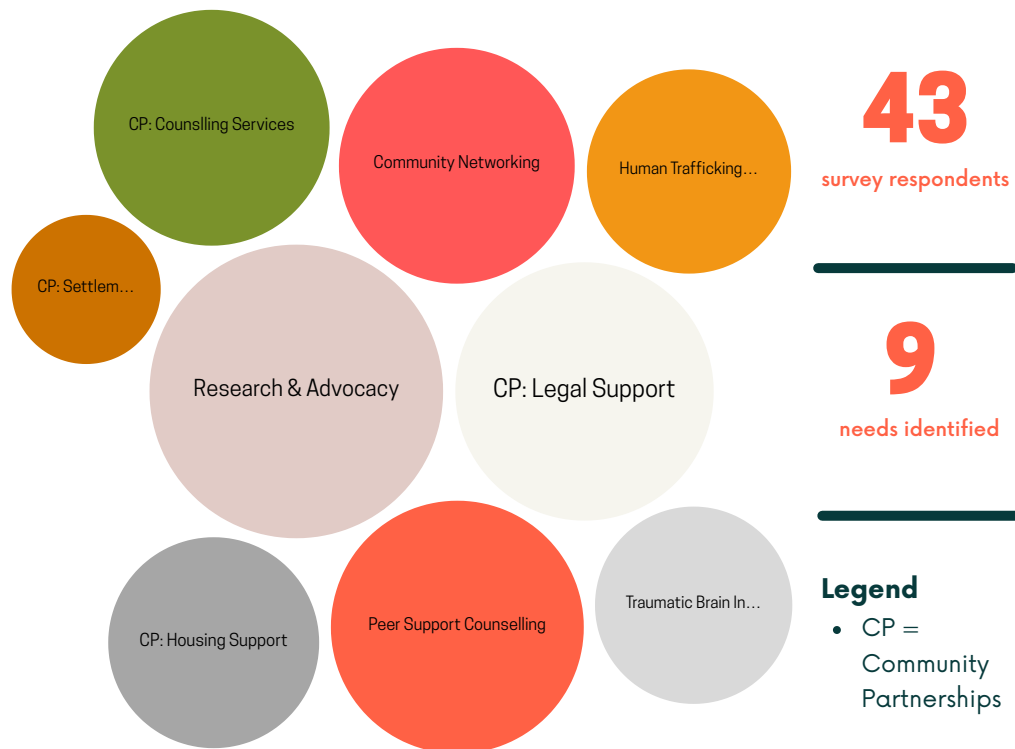 CP: Counslling Services
Community Networking
Human Trafficking...
CP: Settlem...
Research & Advocacy
CP: Legal Support
CP: Housing Support
Peer Support Counselling
Traumatic Brain In...
43
survey respondents
9
needs identified
Legend
• CP =
Community
Partnerships